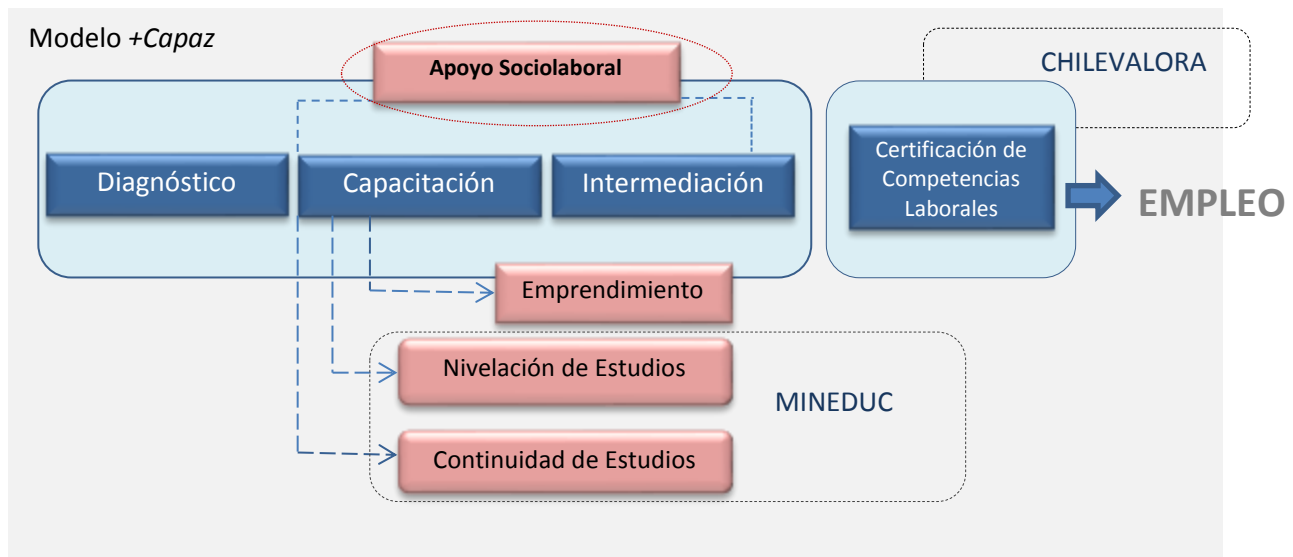 Modelo +Capaz
Apoyo Sociolaboral
CHILEVALORA
Diagnóstico
Capacitación
Intermediación
Certificación de
Competencias
Laborales
EMPLEO
Emprendimiento
Nivelación de Estudios
MINEDUC
Continuidad de Estudios